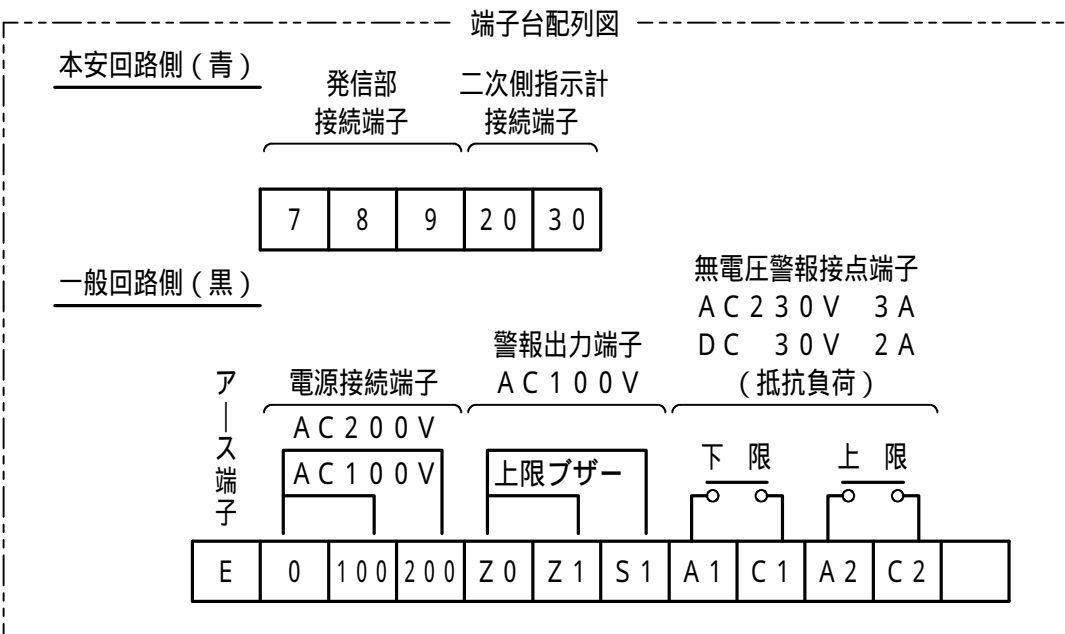 端子台配列図
本安回路側(青)
発信部
接続端子
二次側指示計
接続端子
7 8 9 20 30
一般回路側(黒)
無電圧警報接点端子
AC230V 3A
DC 30V 2A
(抵抗負荷)
警報出力端子
AC100V
電源接続端子
アース端子
AC200V
AC100V
上限ブザー
下限
上限
E 0 100 200 Z0 Z1 S1 A1 C1 A2 C2